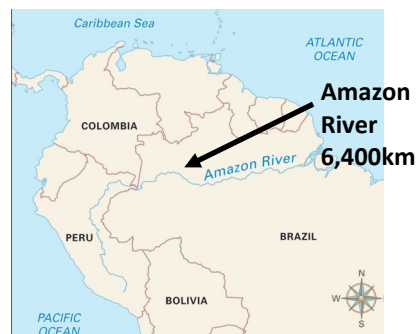 Caribbean Sea
ATLANTIC
OCEAN
Amazon
River
6,400km
COLOMBIA
Amazon River
PERU
BRAZIL
BOLIVIA
PACIFIC
OCEAN
N
W
E
S